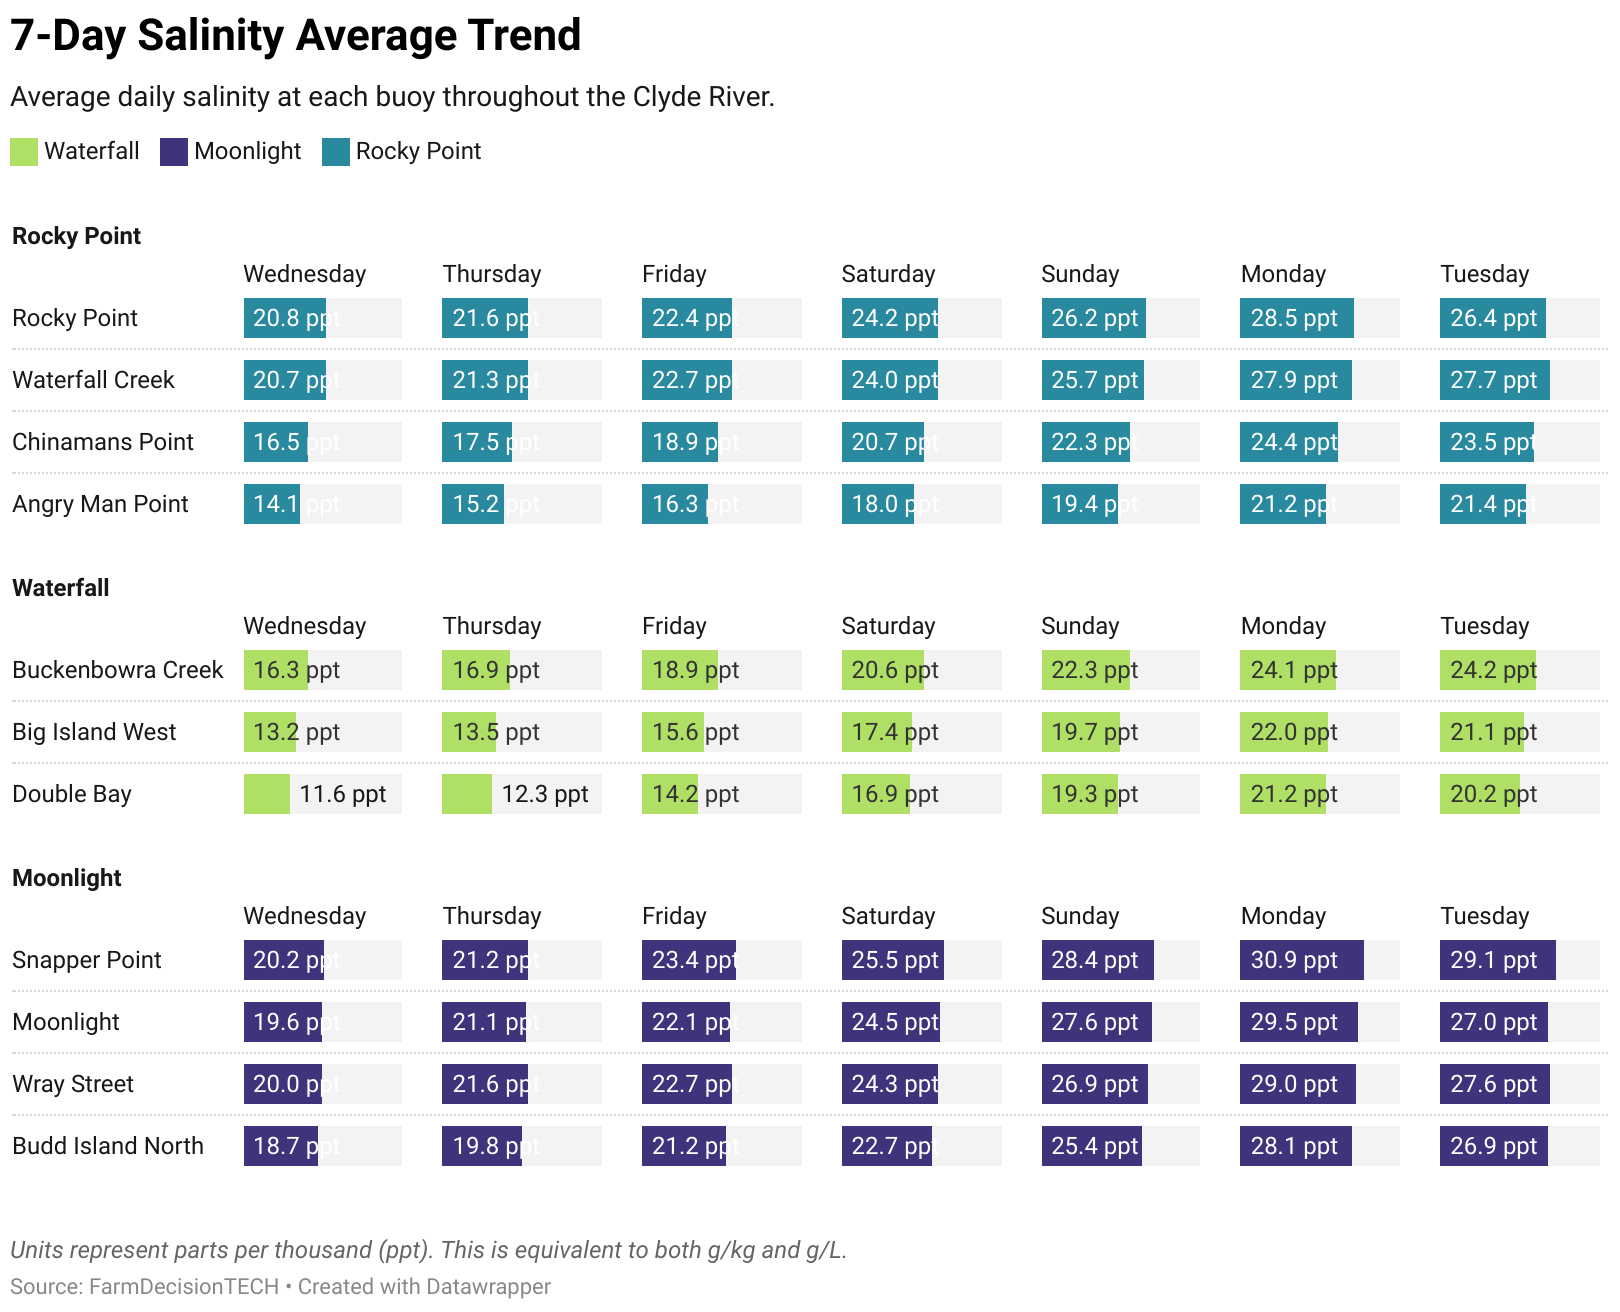 7-Day Salinity Average Trend
Average daily salinity at each buoy throughout the Clyde River.
Waterfall Moonlight Rocky Point
Rocky Point
Wednesday Thursday Friday Saturday Sunday Monday Tuesday
Rocky Point 20.8 ppt 21.6 ppt 22.4 ppt 24.2 ppt 26.2 ppt 28.5 ppt 26.4 ppt
Waterfall Creek 20.7 ppt 21.3 ppt 22.7 ppt 24.0 ppt 25.7 ppt 27.9 ppt 27.7 ppt
Chinamans Point 16.5 ppt 17.5 ppt 18.9 ppt 20.7 ppt 22.3 ppt 24.4 ppt 23.5 ppt
Angry Man Point 14.1 ppt 15.2 ppt 16.3 ppt 18.0 ppt 19.4 ppt 21.2 ppt 21.4 ppt
Waterfall
Wednesday Thursday Friday Saturday Sunday Monday Tuesday
Buckenbowra Creek 16.3 ppt 16.9 ppt 18.9 ppt 20.6 ppt 22.3 ppt 24.1 ppt 24.2 ppt
Big Island West 13.2 ppt 13.5 ppt 15.6 ppt 17.4 ppt 19.7 ppt 22.0 ppt 21.1 ppt
Double Bay 11.6 ppt 12.3 ppt 14.2 ppt 16.9 ppt 19.3 ppt 21.2 ppt 20.2 ppt
Moonlight
Wednesday Thursday Friday Saturday Sunday Monday Tuesday
Snapper Point 20.2 ppt 21.2 ppt 23.4 ppt 25.5 ppt 28.4 ppt 30.9 ppt 29.1 ppt
Moonlight 19.6 ppt 21.1 ppt 22.1 ppt 24.5 ppt 27.6 ppt 29.5 ppt 27.0 ppt
Wray Street 20.0 ppt 21.6 ppt 22.7 ppt 24.3 ppt 26.9 ppt 29.0 ppt 27.6 ppt
Budd Island North 18.7 ppt 19.8 ppt 21.2 ppt 22.7 ppt 25.4 ppt 28.1 ppt 26.9 ppt
Units represent parts per thousand (ppt). This is equivalent to both g/kg and g/L.
Source: FarmDecisionTECH • Created with Datawrapper